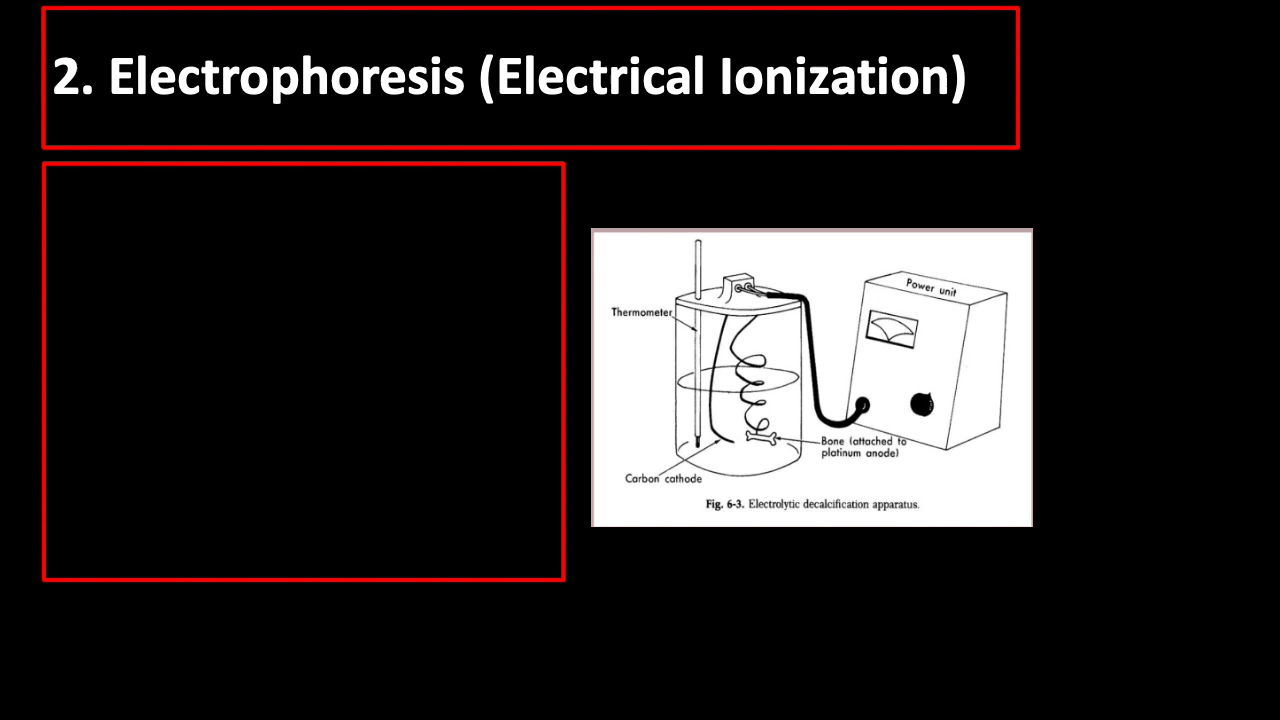 2. Electrophoresis (Electrical Ionization)
Power unit
Thermometer
Bone (attached to
platinum anode)
Carbon cathode
Fig. 6-3. Electrolytic decalcification apparatus.